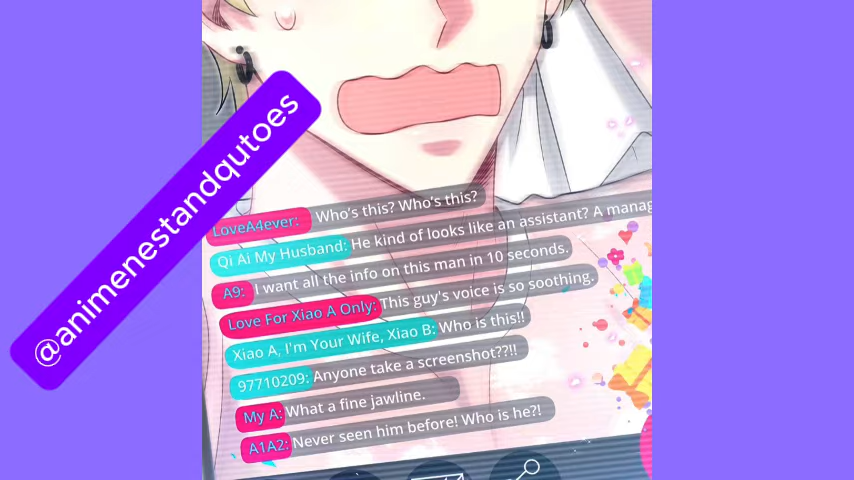 @animenestandqutoes
LoveA4ever: Who's this? Who's this?
Qi Ai My Husband: He kind of looks like an assistant? A manag
A9: I want all the info on this man in 10 seconds.
Love For Xiao A Only: This guy's voice is so soothing.
Xiao A, I'm Your Wife, Xiao B: Who is this!!
97710209: Anyone take a screenshot??!!
My A: What a fine jawline.
A1A2: Never seen him before! Who is he?!